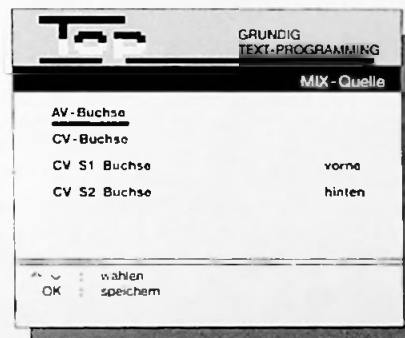 Top
GRUNDIG
TEXT-PROGRAMMING
MIX-Quelle
AV-Buchse
CV-Buchse
CV S1 Buchse vorne
CV S2 Buchse hinten
: wählen
OK : speichern